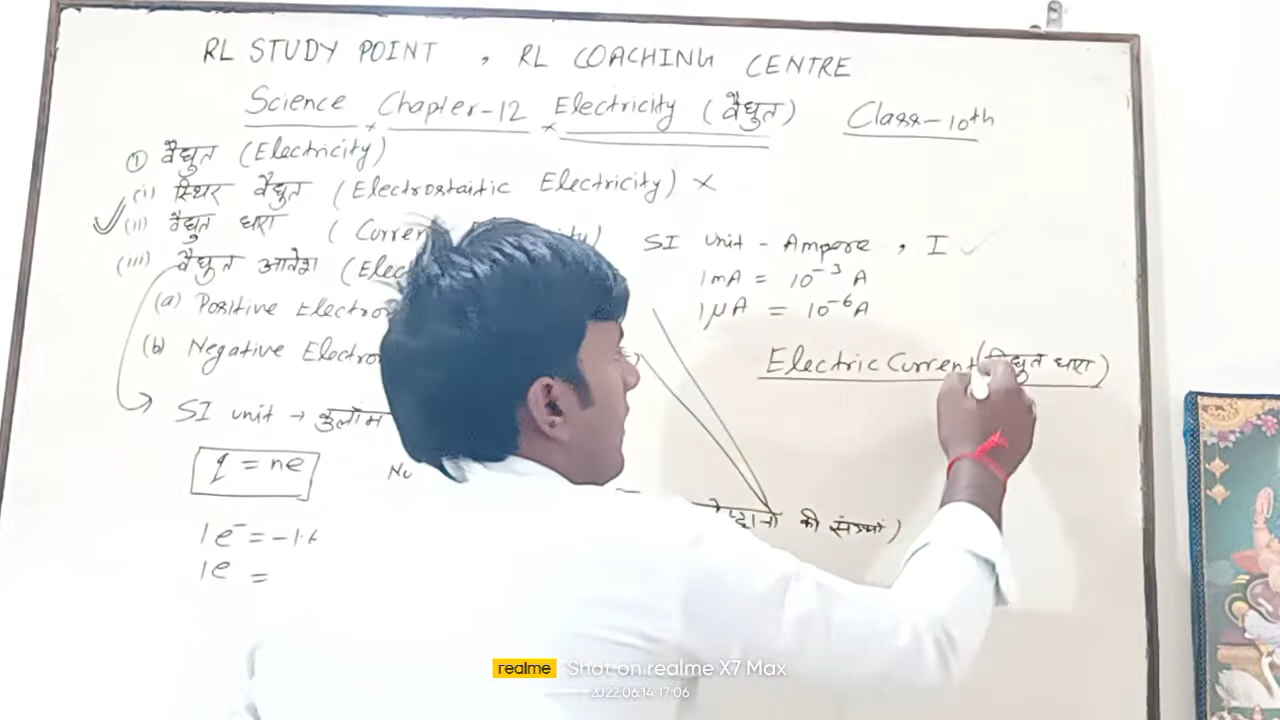 RL STUDY POINT , RL COACHING CENTRE
Science × Chapter-12 × Electricity (वैद्युत) Class-10th
① वैद्युत (Electricity)
(i) स्थिर वैद्युत (Electrostaitic Electricity) ×
(ii) वैद्युत धारा ( Curren
SI Unit - Ampere , I
(iii) वैद्युत आवेश (Elec
1mA = 10⁻³ A
(a) Positive Electro
1μA = 10⁻⁶A
(b) Negative Electro
Electric Current (विद्युत धारा)
SI unit → कुलॉम
q = ne
की संख्या)
1e⁻ = -1.6
1e =
realme Shot on realme X7 Max
2022.06.14 17:06